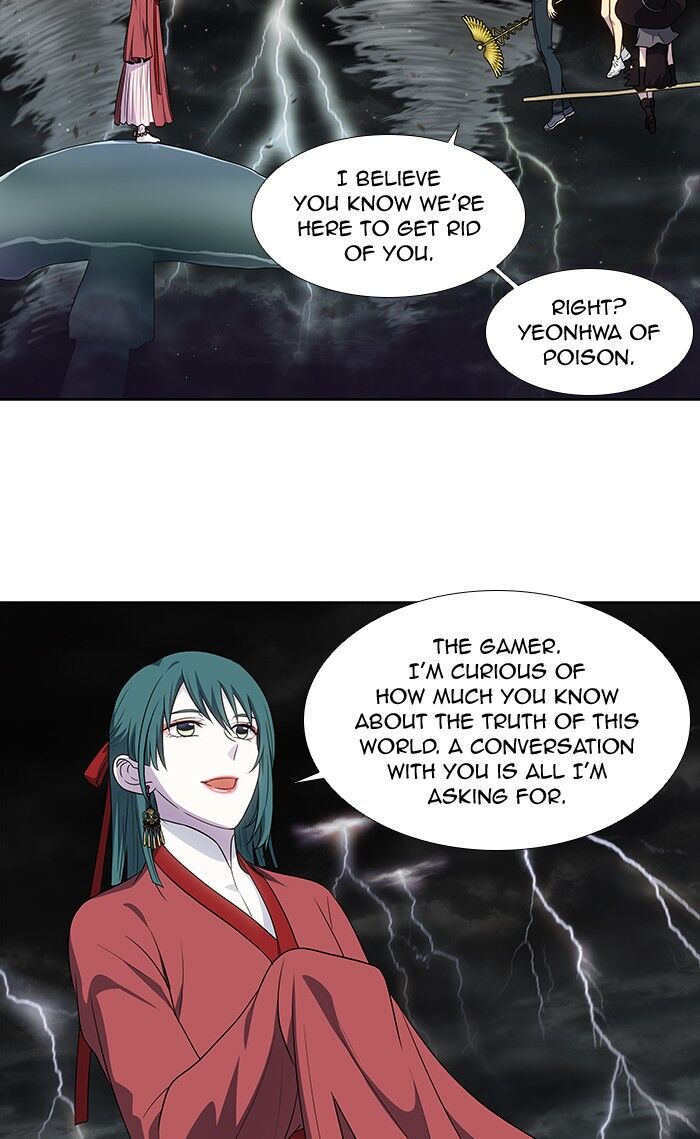 I BELIEVE
YOU KNOW WE'RE
HERE TO GET RID
OF YOU.
RIGHT?
YEONHWA OF
POISON.
THE GAMER.
I'M CURIOUS OF
HOW MUCH YOU KNOW
ABOUT THE TRUTH OF THIS
WORLD. A CONVERSATION
WITH YOU IS ALL I'M
ASKING FOR.